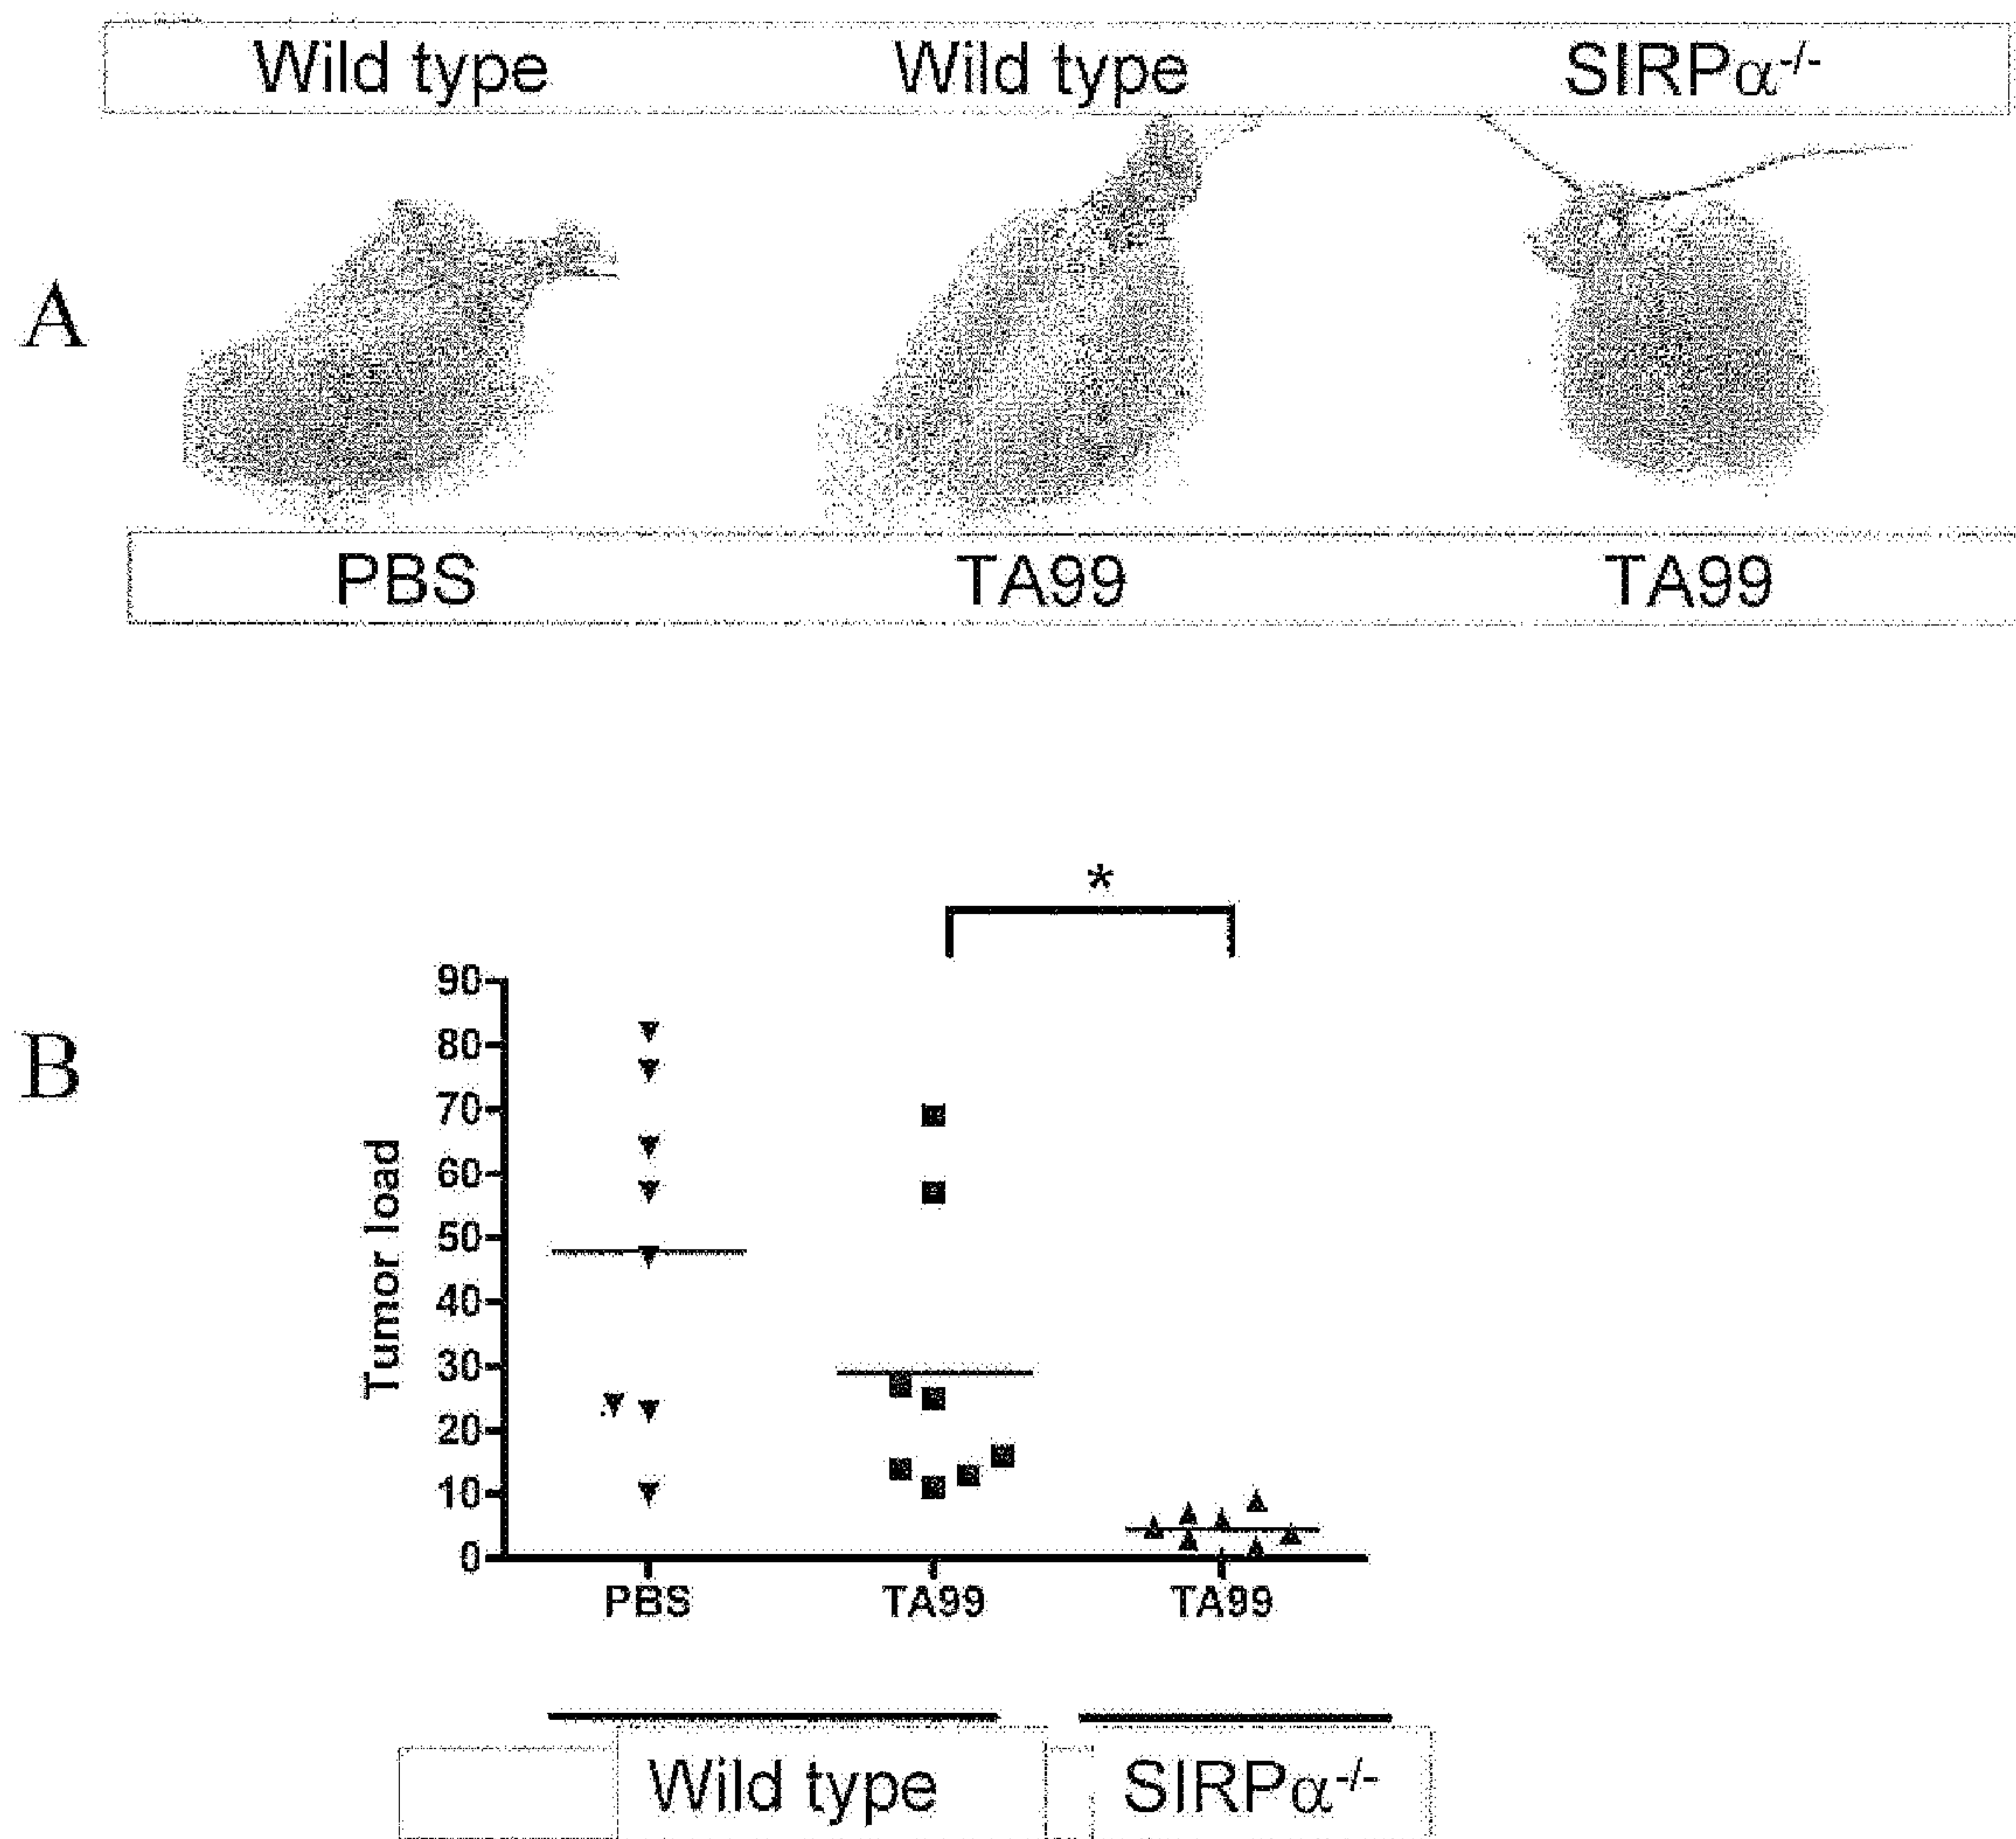 Wild type Wild type SIRPα-/-
A
PBS TA99 TA99
*
B
Tumor load
90
80
70
60
50
40
30
20
10
0
PBS TA99 TA99
Wild type SIRPα-/-